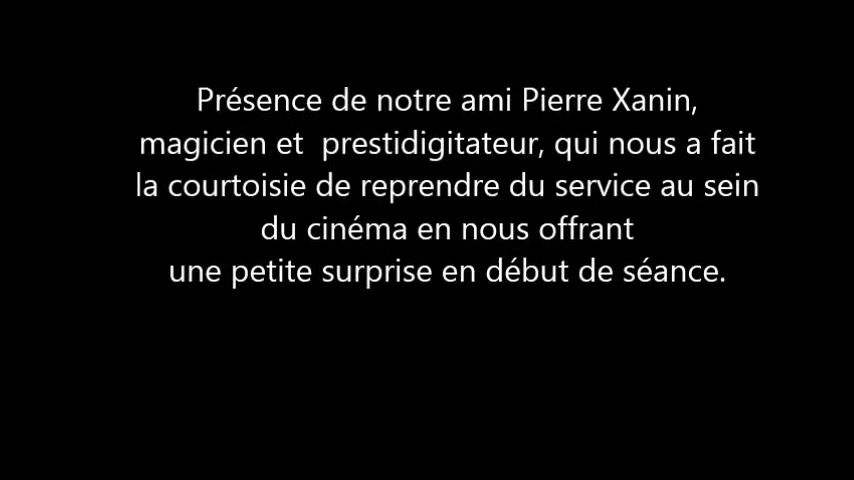 Présence de notre ami Pierre Xanin,
magicien et  prestidigitateur, qui nous a fait
la courtoisie de reprendre du service au sein
du cinéma en nous offrant
une petite surprise en début de séance.